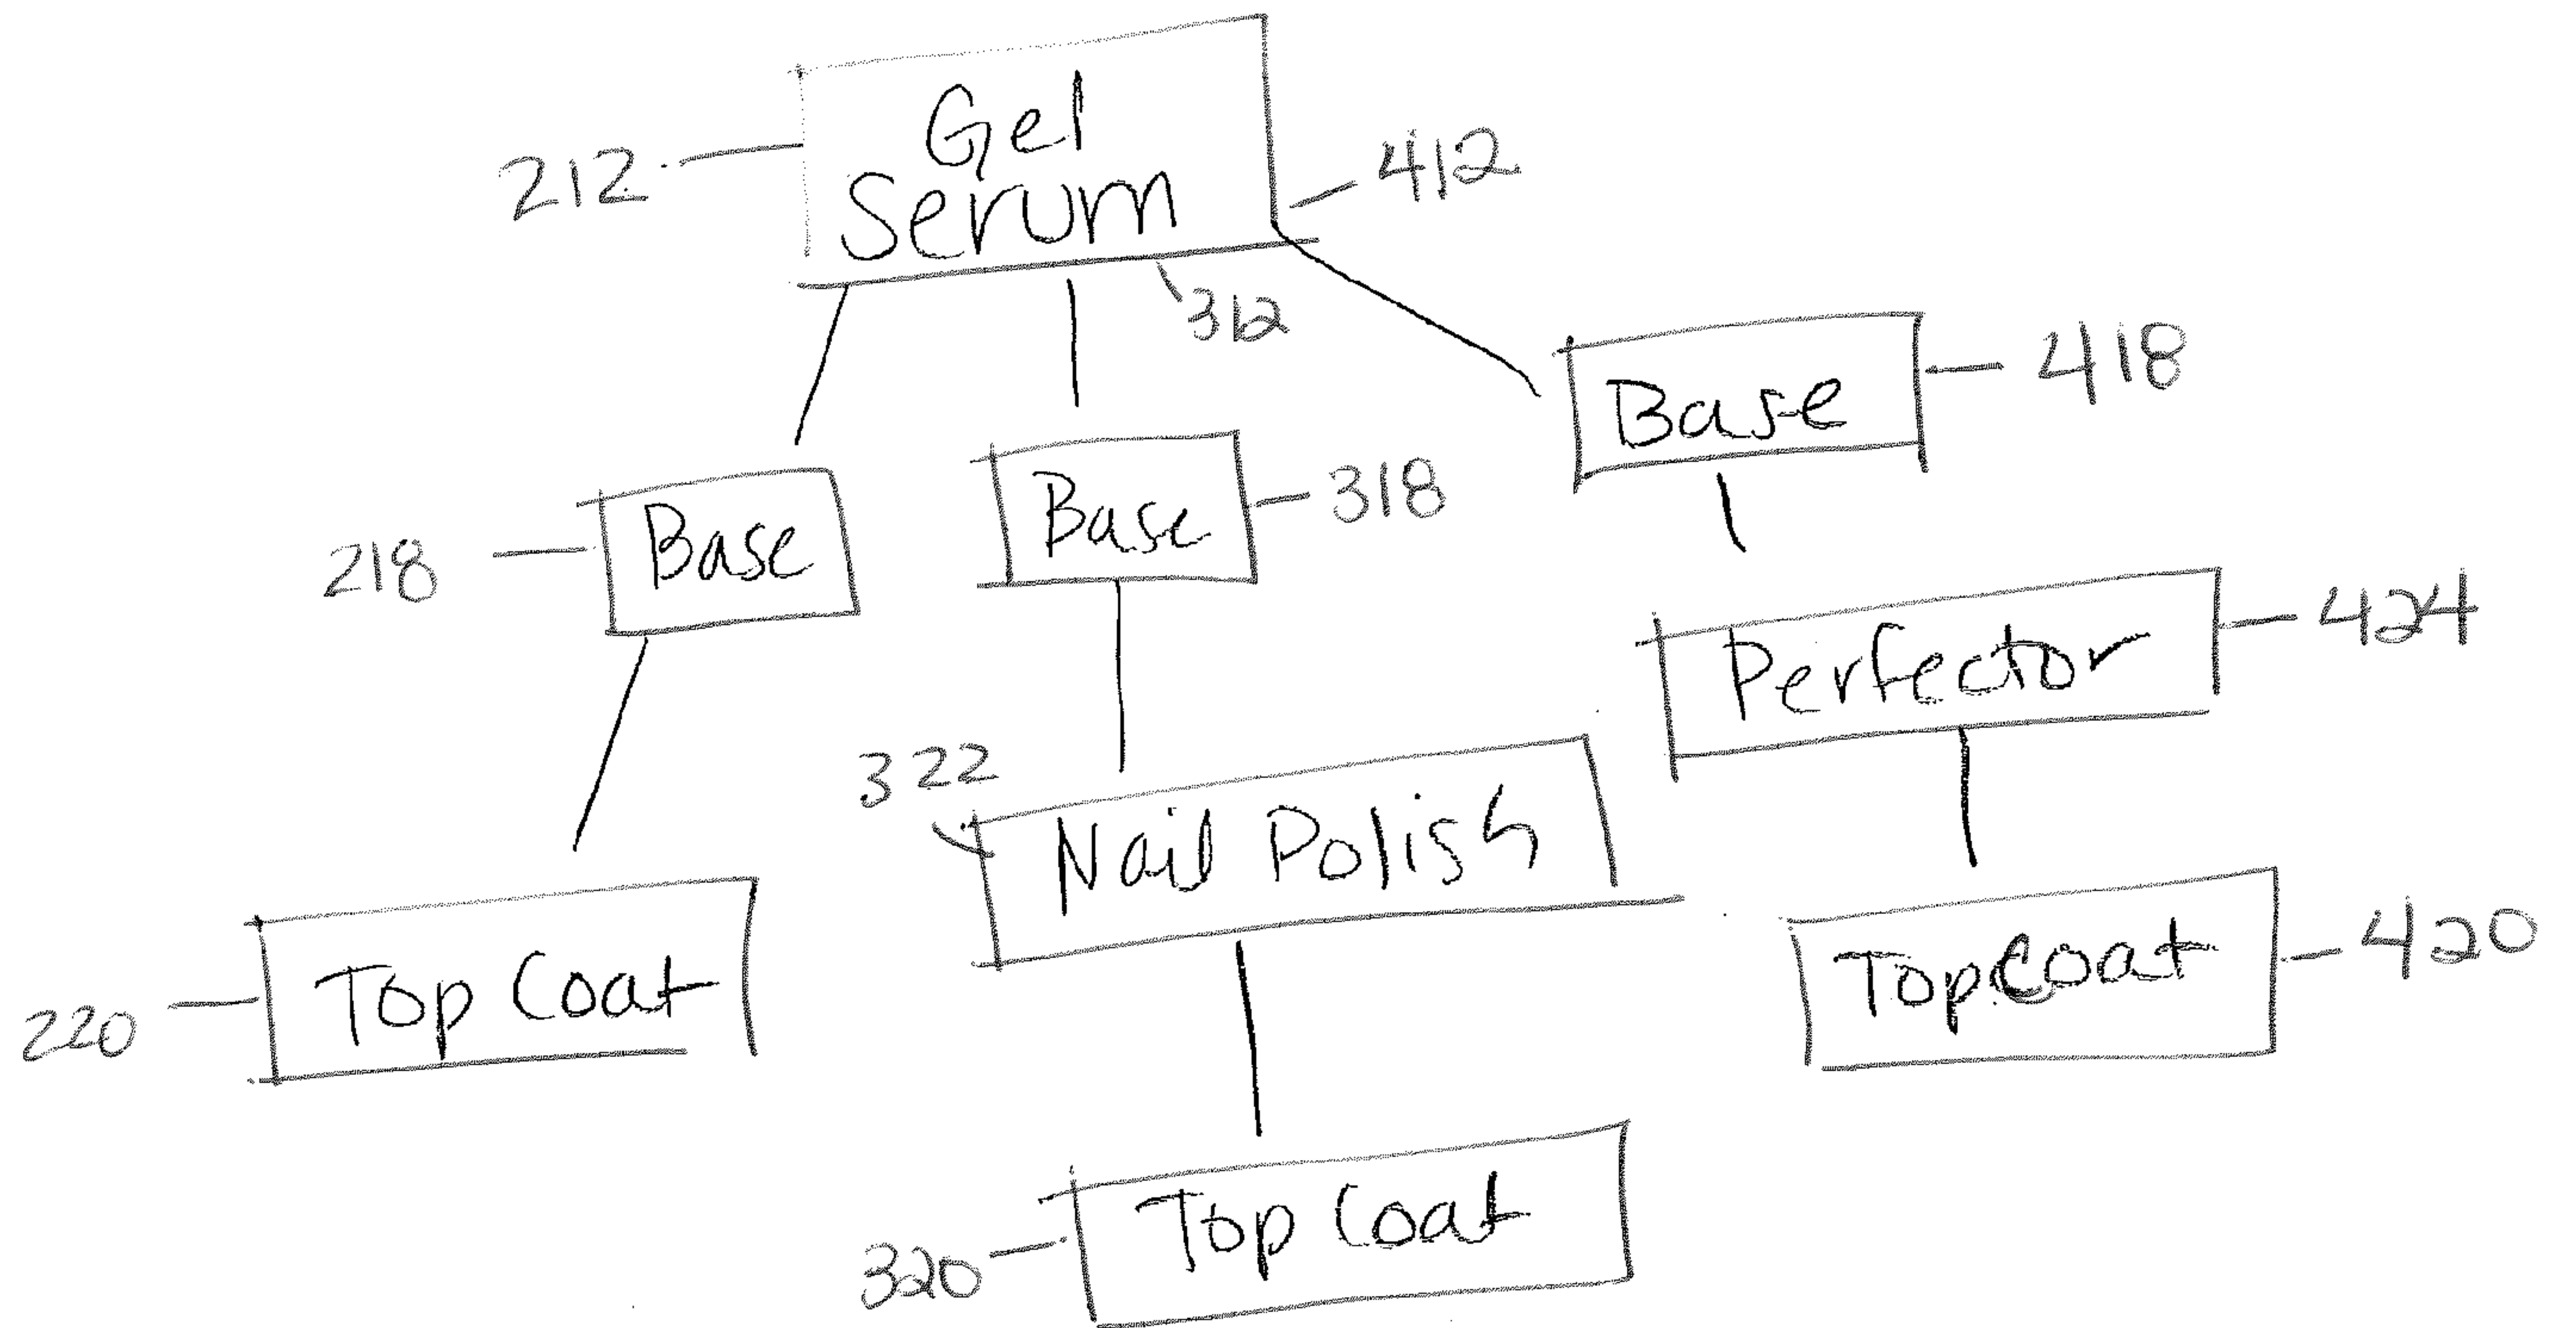 Gel
Serum
212
412
312
Base
418
Base
318
Base
218
Perfector
424
322
Nail Polish
Top Coat
420
Top Coat
220
Top Coat
320